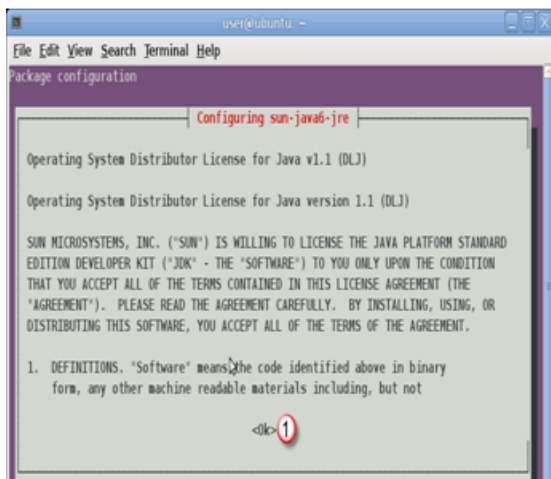 user@ubuntu: ~
File Edit View Search Terminal Help
Package configuration
Configuring sun-java6-jre
Operating System Distributor License for Java v1.1 (DLJ)
Operating System Distributor License for Java version 1.1 (DLJ)
SUN MICROSYSTEMS, INC. ("SUN") IS WILLING TO LICENSE THE JAVA PLATFORM STANDARD
EDITION DEVELOPER KIT ("JDK" - THE "SOFTWARE") TO YOU ONLY UPON THE CONDITION
THAT YOU ACCEPT ALL OF THE TERMS CONTAINED IN THIS LICENSE AGREEMENT (THE
"AGREEMENT"). PLEASE READ THE AGREEMENT CAREFULLY. BY INSTALLING, USING, OR
DISTRIBUTING THIS SOFTWARE, YOU ACCEPT ALL OF THE TERMS OF THE AGREEMENT.
1. DEFINITIONS. "Software" means the code identified above in binary
form, any other machine readable materials including, but not
<Ok> 1